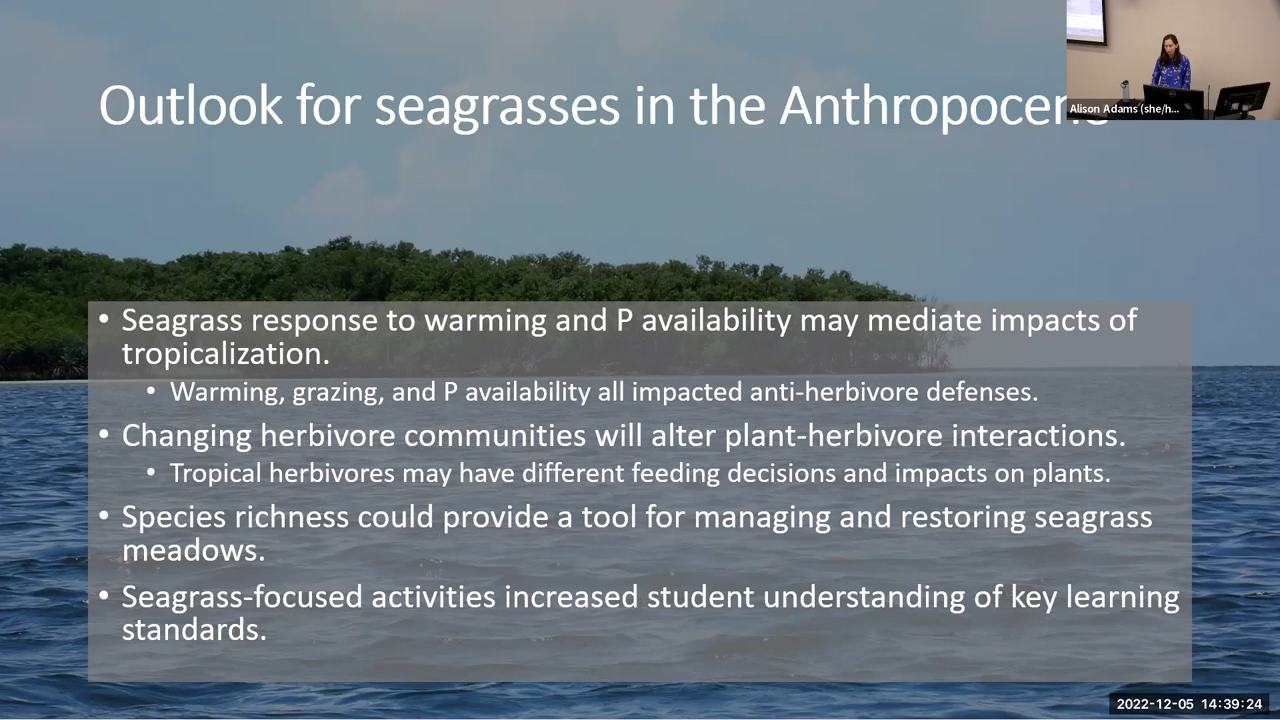 Outlook for seagrasses in the Anthropocene
Alison Adams (she/h...
• Seagrass response to warming and P availability may mediate impacts of
tropicalization.
• Warming, grazing, and P availability all impacted anti-herbivore defenses.
• Changing herbivore communities will alter plant-herbivore interactions.
• Tropical herbivores may have different feeding decisions and impacts on plants.
• Species richness could provide a tool for managing and restoring seagrass
meadows.
• Seagrass-focused activities increased student understanding of key learning
standards.
2022-12-05 14:39:24